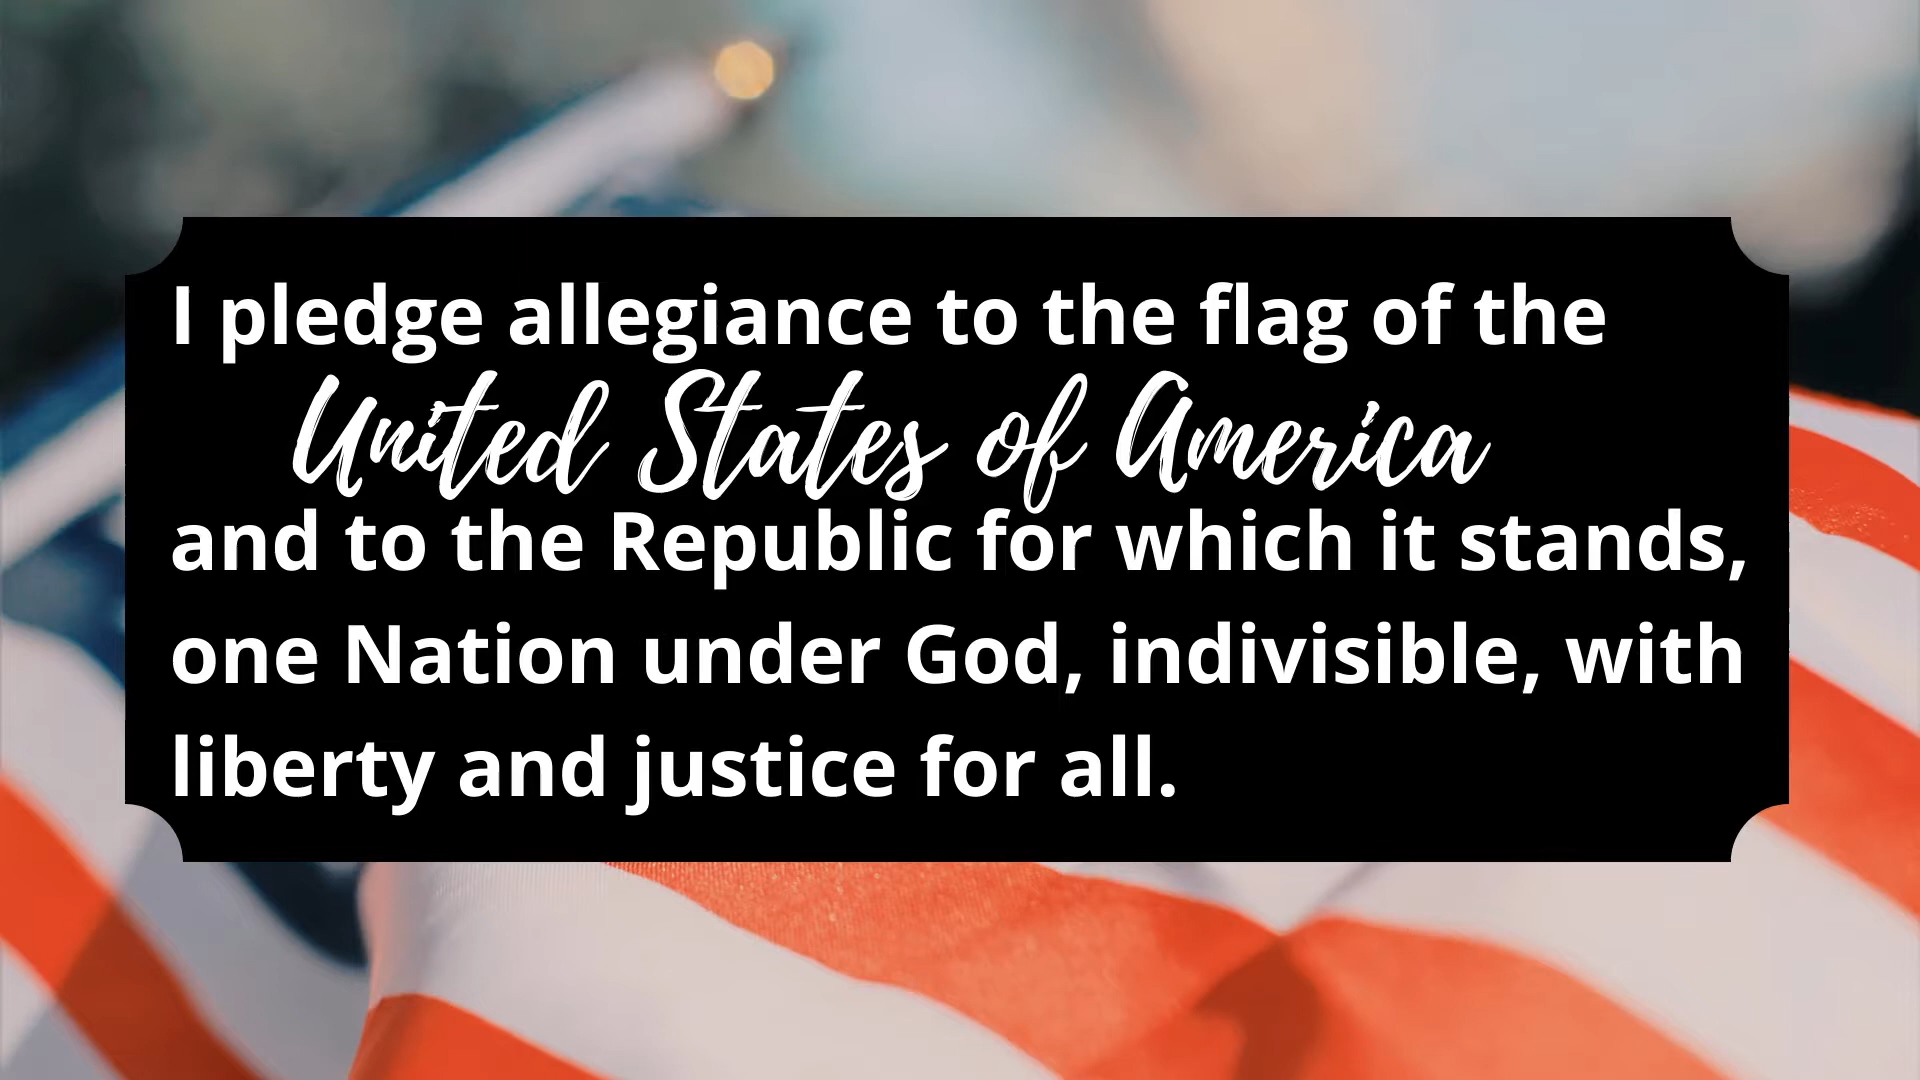 I pledge allegiance to the flag of the
United States of America
and to the Republic for which it stands,
one Nation under God, indivisible, with
liberty and justice for all.